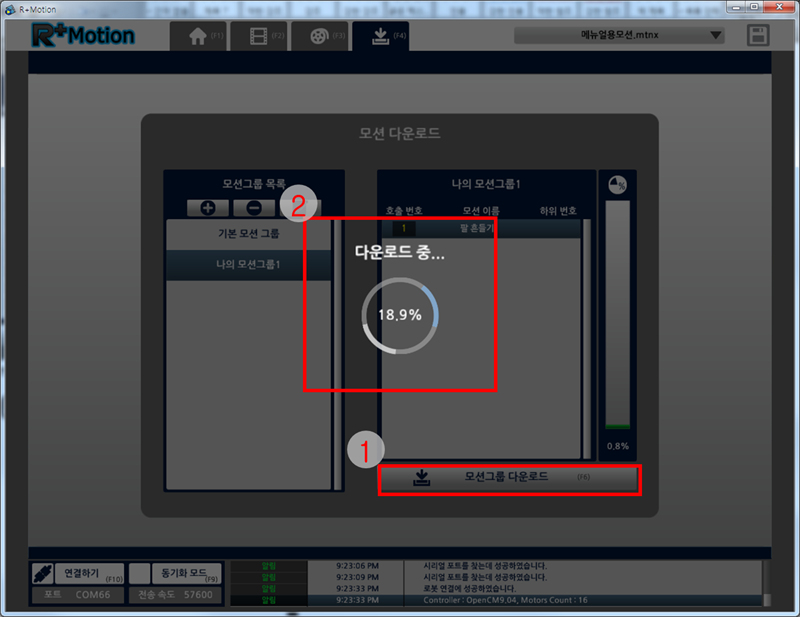 R+Motion
R+Motion (F1) (F2) (F3) (F4) 메뉴얼용모션.mtnx
모션 다운로드
모션그룹 목록
2
기본 모션 그룹
나의 모션그룹1
나의 모션그룹1
%
호출 번호 모션 이름 하위 번호
1 팔 흔들기
다운로드 중...
18.9%
0.8%
1
모션그룹 다운로드 (F6)
연결하기 (F10) 동기화 모드 (F9)
포트 COM66 전송 속도 57600
알림 9:23:06 PM 시리얼 포트를 찾는데 성공하였습니다.
알림 9:23:09 PM 시리얼 포트를 찾는데 성공하였습니다.
알림 9:23:33 PM 로봇 연결에 성공하였습니다.
알림 9:23:33 PM Controller : OpenCM9.04, Motors Count : 16